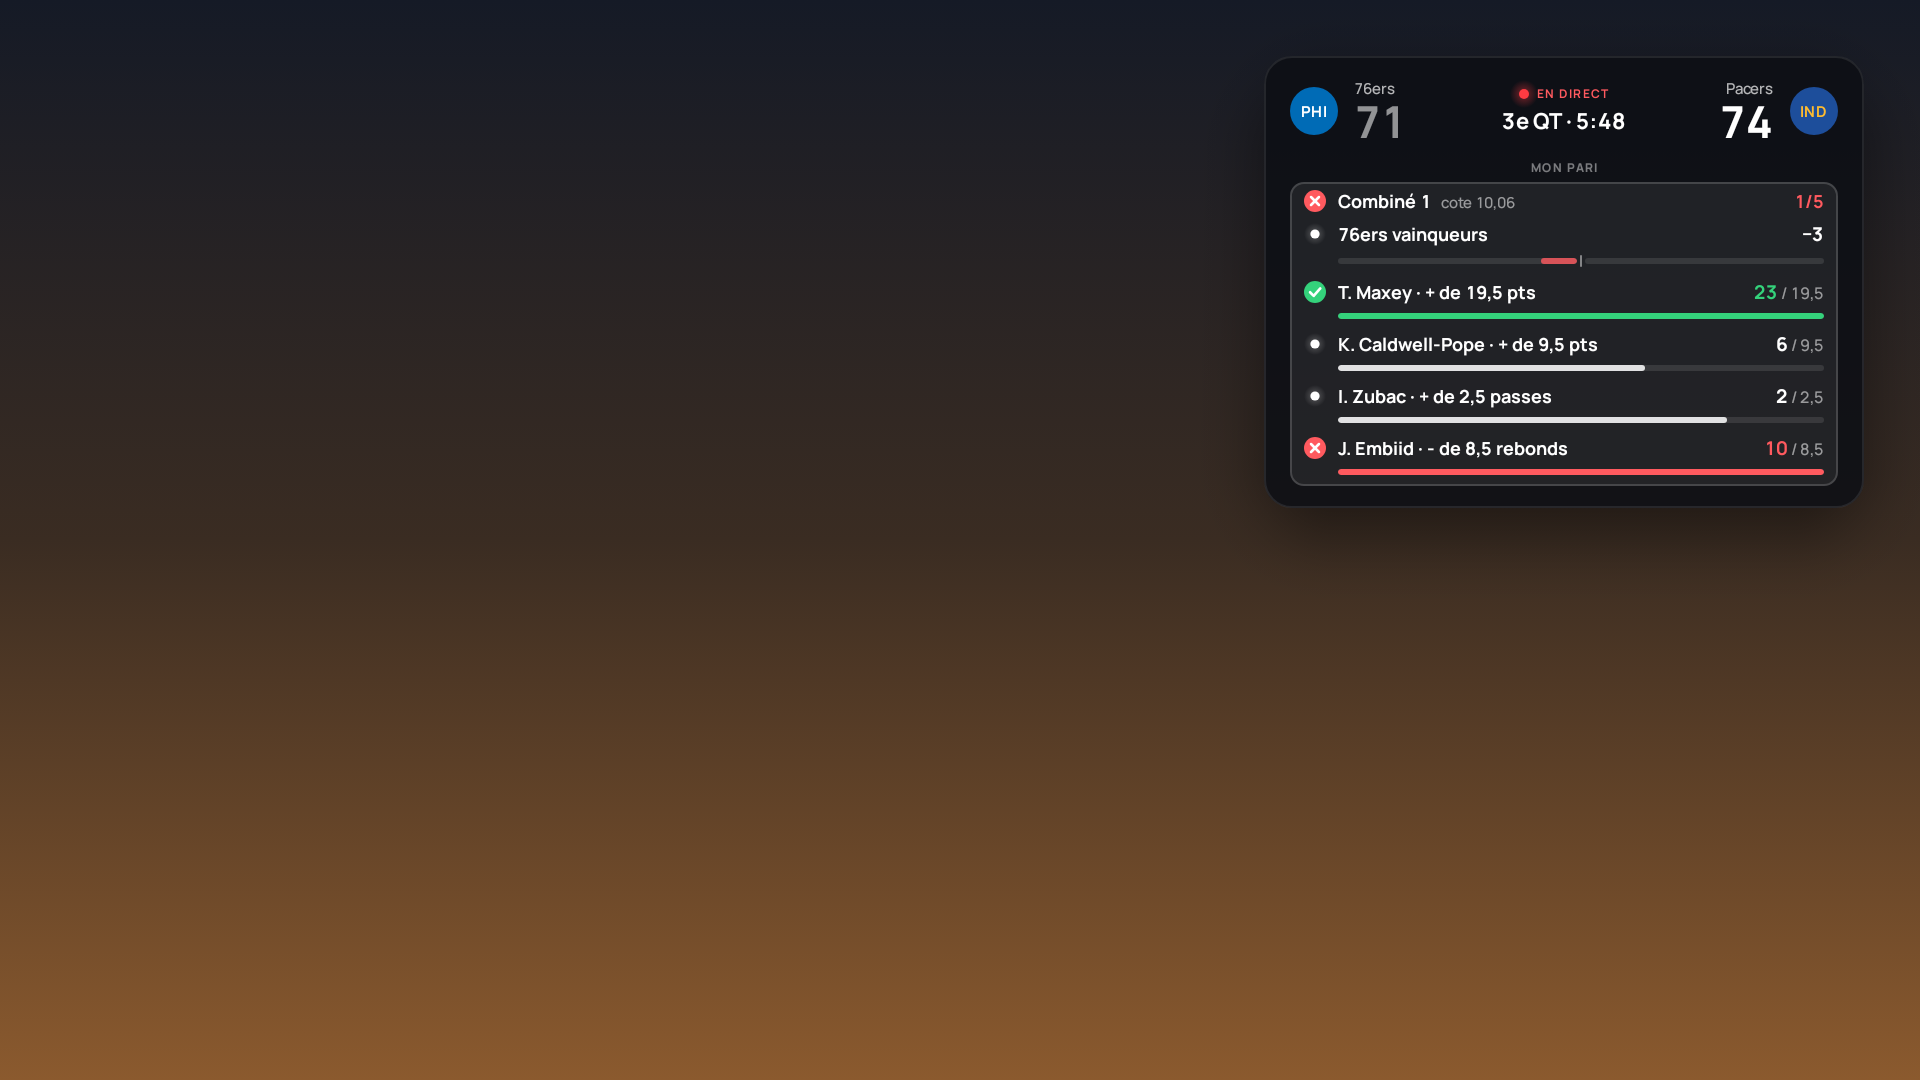 PHI
76ers
71
EN DIRECT
3e QT · 5:48
Pacers
74
IND
MON PARI
Combiné 1 cote 10,06 1/5
76ers vainqueurs −3
T. Maxey · + de 19,5 pts 23 / 19,5
K. Caldwell-Pope · + de 9,5 pts 6 / 9,5
I. Zubac · + de 2,5 passes 2 / 2,5
J. Embiid · - de 8,5 rebonds 10 / 8,5